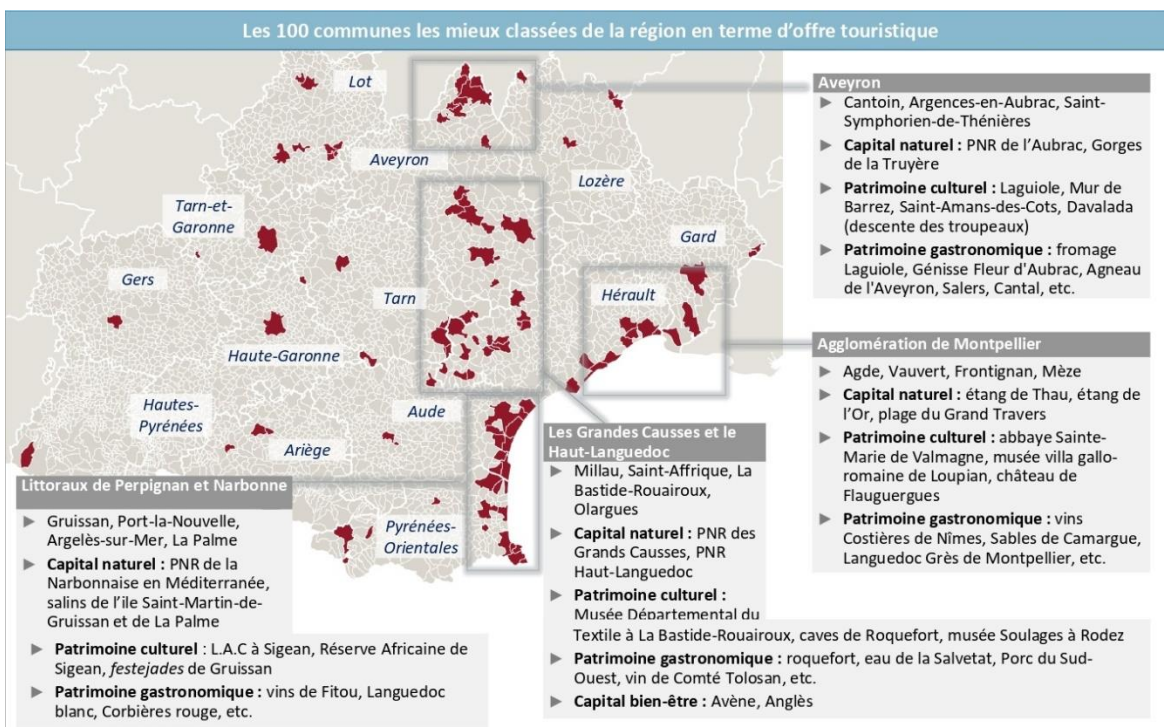 Les 100 communes les mieux classées de la région en terme d'offre touristique
Lot
Aveyron
Lozère
Tarn-et-
Garonne
Gard
Gers
Tarn
Hérault
Haute-Garonne
Hautes-
Pyrénées
Aude
Ariège
Pyrénées-
Orientales
Aveyron
► Cantoin, Argences-en-Aubrac, Saint-
Symphorien-de-Thénières
► Capital naturel : PNR de l'Aubrac, Gorges
de la Truyère
► Patrimoine culturel : Laguiole, Mur de
Barrez, Saint-Amans-des-Cots, Davalada
(descente des troupeaux)
► Patrimoine gastronomique : fromage
Laguiole, Génisse Fleur d'Aubrac, Agneau
de l'Aveyron, Salers, Cantal, etc.
Agglomération de Montpellier
► Agde, Vauvert, Frontignan, Mèze
► Capital naturel : étang de Thau, étang de
l'Or, plage du Grand Travers
► Patrimoine culturel : abbaye Sainte-
Marie de Valmagne, musée villa gallo-
romaine de Loupian, château de
Flauguergues
► Patrimoine gastronomique : vins
Costières de Nîmes, Sables de Camargue,
Languedoc Grès de Montpellier, etc.
Les Grandes Causses et le
Haut-Languedoc
► Millau, Saint-Affrique, La
Bastide-Rouairoux,
Olargues
► Capital naturel : PNR des
Grands Causses, PNR
Haut-Languedoc
► Patrimoine culturel :
Musée Départemental du
Textile à La Bastide-Rouairoux, caves de Roquefort, musée Soulages à Rodez
► Patrimoine gastronomique : roquefort, eau de la Salvetat, Porc du Sud-
Ouest, vin de Comté Tolosan, etc.
► Capital bien-être : Avène, Anglès
Littoraux de Perpignan et Narbonne
► Gruissan, Port-la-Nouvelle,
Argelès-sur-Mer, La Palme
► Capital naturel : PNR de la
Narbonnaise en Méditerranée,
salins de l'ile Saint-Martin-de-
Gruissan et de La Palme
► Patrimoine culturel : L.A.C à Sigean, Réserve Africaine de
Sigean, festejades de Gruissan
► Patrimoine gastronomique : vins de Fitou, Languedoc
blanc, Corbières rouge, etc.